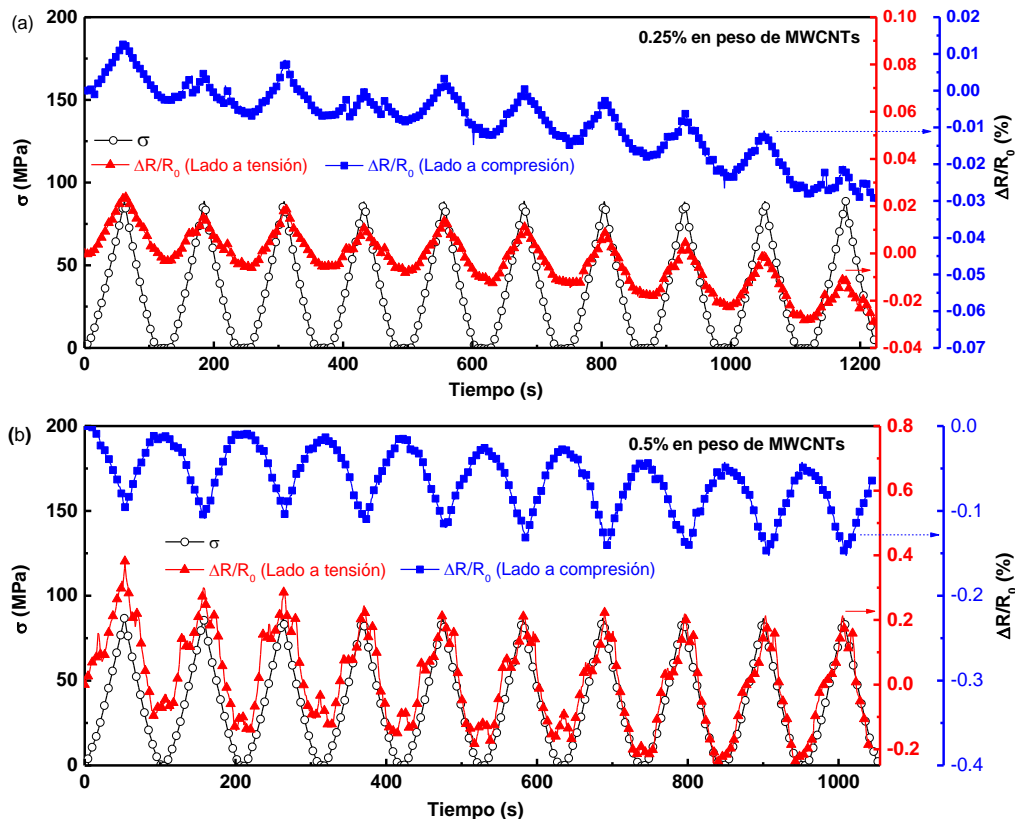 (a)
0.25% en peso de MWCNTs
σ
ΔR/R0 (Lado a tensión)
ΔR/R0 (Lado a compresión)
σ (MPa)
200
150
100
50
0
0 200 400 600 800 1000 1200
Tiempo (s)
0.10
0.08
0.06
0.04
0.02
0.00
-0.02
-0.04
0.02
0.01
0.00
-0.01
-0.02
-0.03
-0.04
-0.05
-0.06
-0.07
ΔR/R0 (%)
(b)
0.5% en peso de MWCNTs
σ
ΔR/R0 (Lado a tensión)
ΔR/R0 (Lado a compresión)
σ (MPa)
200
150
100
50
0
0 200 400 600 800 1000
Tiempo (s)
0.8
0.6
0.4
0.2
0.0
-0.2
0.0
-0.1
-0.2
-0.3
-0.4
ΔR/R0 (%)